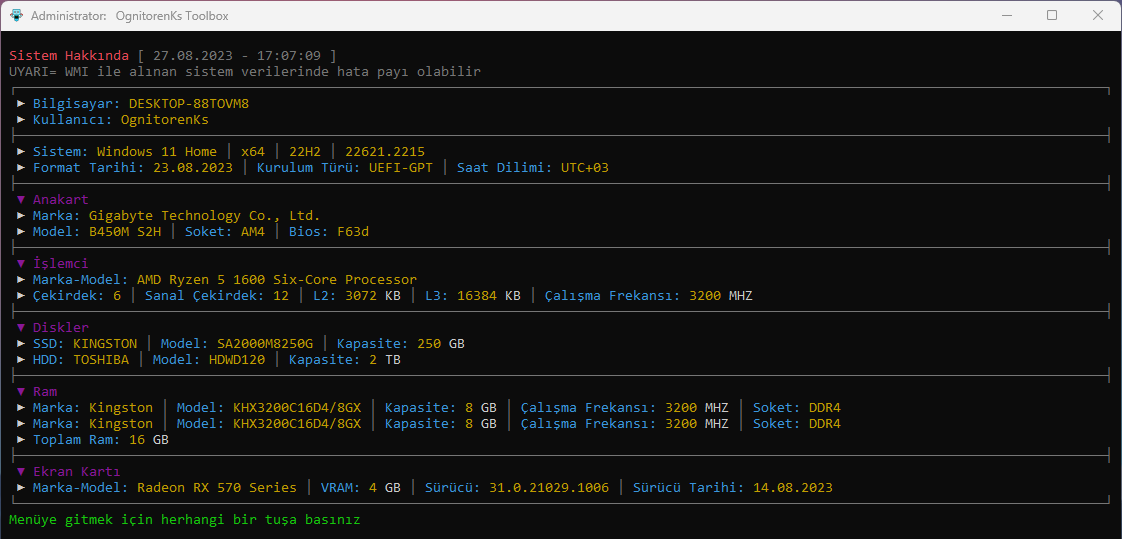 Administrator: OgnitorenKs Toolbox
Sistem Hakkında [ 27.08.2023 - 17:07:09 ]
UYARI= WMI ile alınan sistem verilerinde hata payı olabilir
► Bilgisayar: DESKTOP-88TOVM8
► Kullanıcı: OgnitorenKs
► Sistem: Windows 11 Home │ x64 │ 22H2 │ 22621.2215
► Format Tarihi: 23.08.2023 │ Kurulum Türü: UEFI-GPT │ Saat Dilimi: UTC+03
▼ Anakart
► Marka: Gigabyte Technology Co., Ltd.
► Model: B450M S2H │ Soket: AM4 │ Bios: F63d
▼ İşlemci
► Marka-Model: AMD Ryzen 5 1600 Six-Core Processor
► Çekirdek: 6 │ Sanal Çekirdek: 12 │ L2: 3072 KB │ L3: 16384 KB │ Çalışma Frekansı: 3200 MHZ
▼ Diskler
► SSD: KINGSTON │ Model: SA2000M8250G │ Kapasite: 250 GB
► HDD: TOSHIBA │ Model: HDWD120 │ Kapasite: 2 TB
▼ Ram
► Marka: Kingston │ Model: KHX3200C16D4/8GX │ Kapasite: 8 GB │ Çalışma Frekansı: 3200 MHZ │ Soket: DDR4
► Marka: Kingston │ Model: KHX3200C16D4/8GX │ Kapasite: 8 GB │ Çalışma Frekansı: 3200 MHZ │ Soket: DDR4
► Toplam Ram: 16 GB
▼ Ekran Kartı
► Marka-Model: Radeon RX 570 Series │ VRAM: 4 GB │ Sürücü: 31.0.21029.1006 │ Sürücü Tarihi: 14.08.2023
Menüye gitmek için herhangi bir tuşa basınız